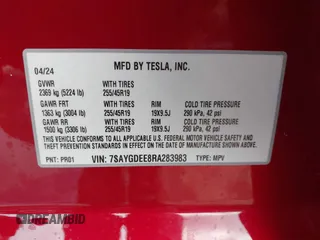 MFD BY TESLA, INC.
04/24
GVWR WITH TIRES
2369 kg (5224 lb) 255/45R19
GAWR FRT WITH TIRES RIM COLD TIRE PRESSURE
1363 kg (3004 lb) 255/45R19 19X9.5J 290 kPa, 42 psi
GAWR RR WITH TIRES RIM COLD TIRE PRESSURE
1500 kg (3306 lb) 255/45R19 19X9.5J 290 kPa, 42 psi
THIS VEHICLE CONFORMS TO ALL APPLICABLE U.S. FEDERAL MOTOR VEHICLE SAFETY
AND THEFT PREVENTION STANDARDS IN EFFECT ON THE DATE OF MANUFACTURE SHOWN ABOVE.
PNT: PR01 VIN: 7SAYGDEE8RA283983 TYPE: MPV
DREAMBID